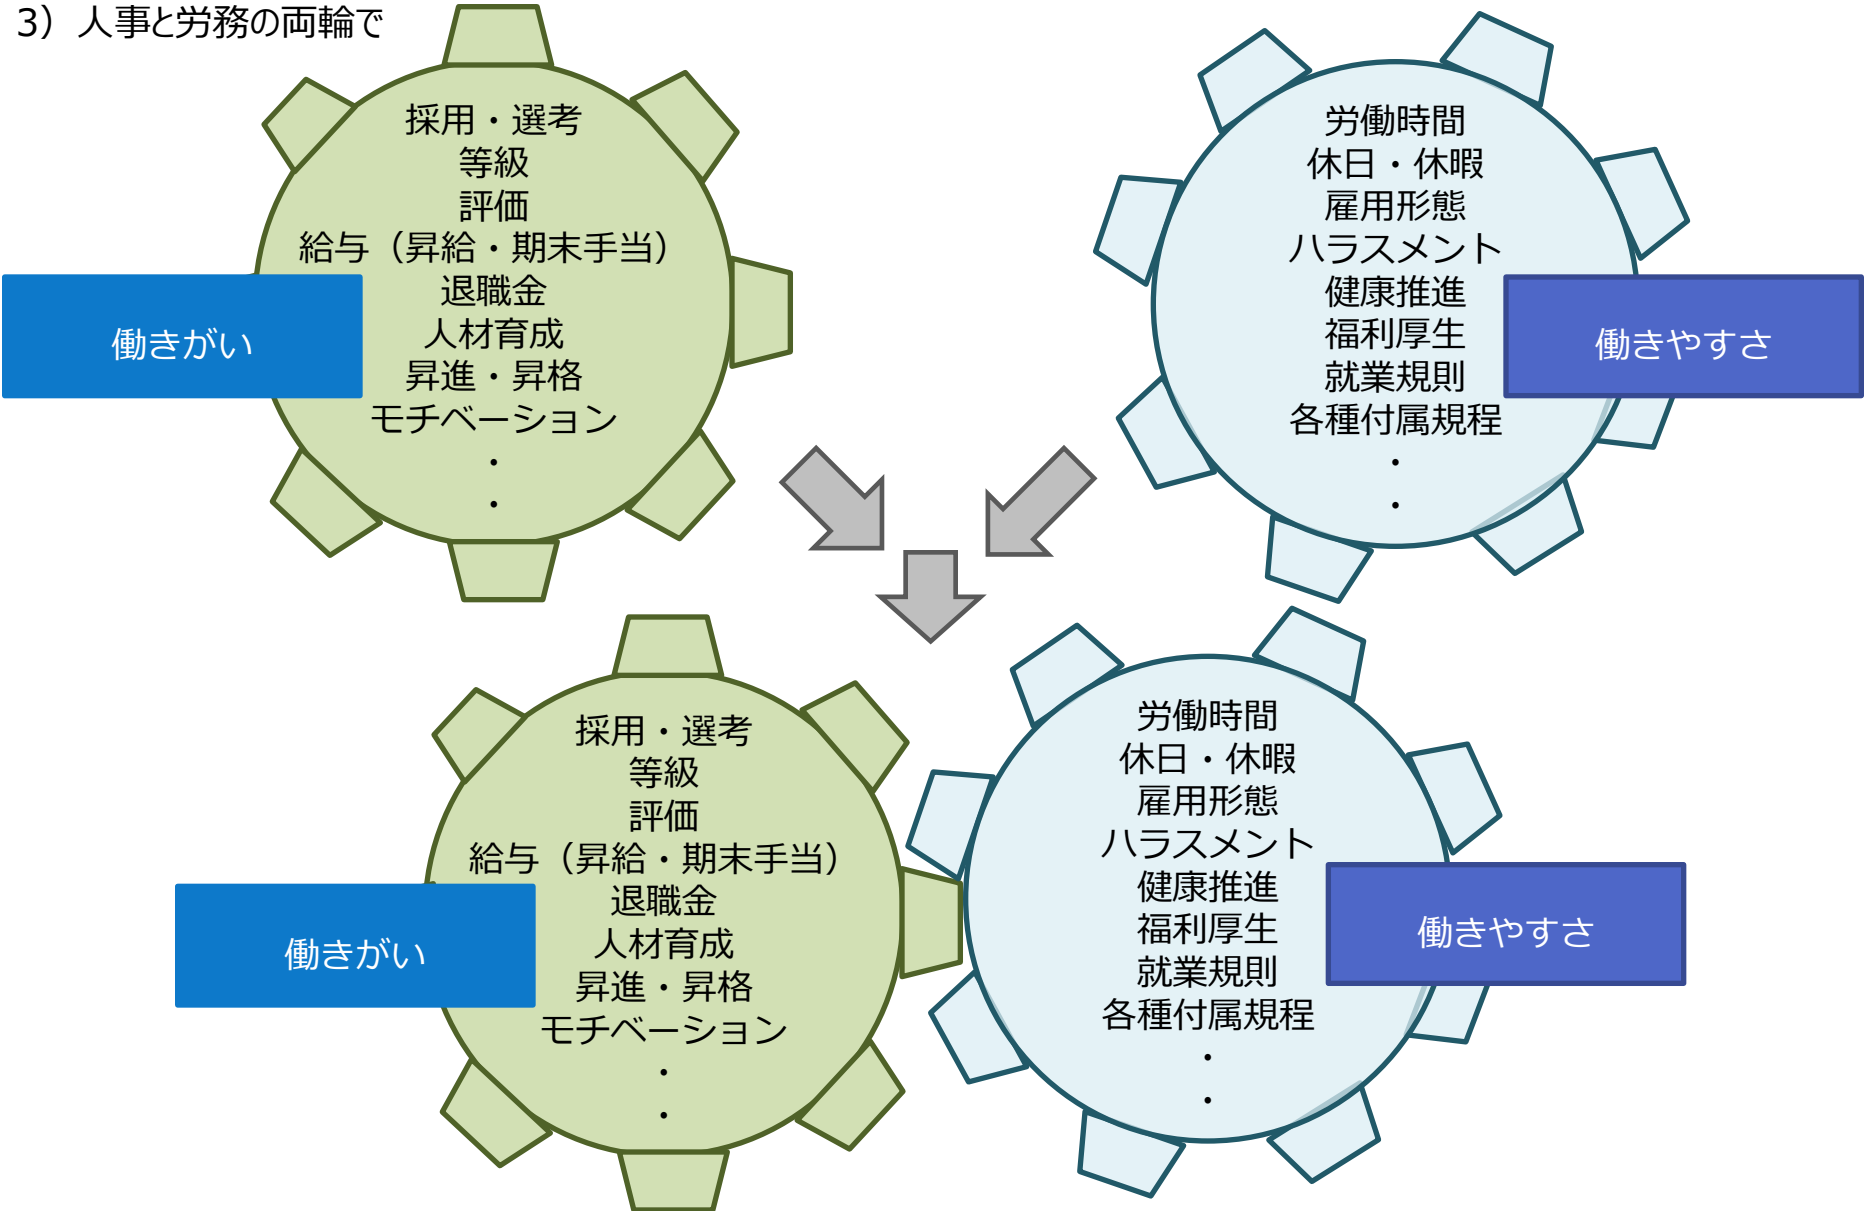 3）人事と労務の両輪で
採用・選考
等級
評価
給与（昇給・期末手当）
退職金
人材育成
昇進・昇格
モチベーション
・
・
働きがい
労働時間
休日・休暇
雇用形態
ハラスメント
健康推進
福利厚生
就業規則
各種付属規程
・
・
働きやすさ
採用・選考
等級
評価
給与（昇給・期末手当）
退職金
人材育成
昇進・昇格
モチベーション
・
・
働きがい
労働時間
休日・休暇
雇用形態
ハラスメント
健康推進
福利厚生
就業規則
各種付属規程
・
・
働きやすさ